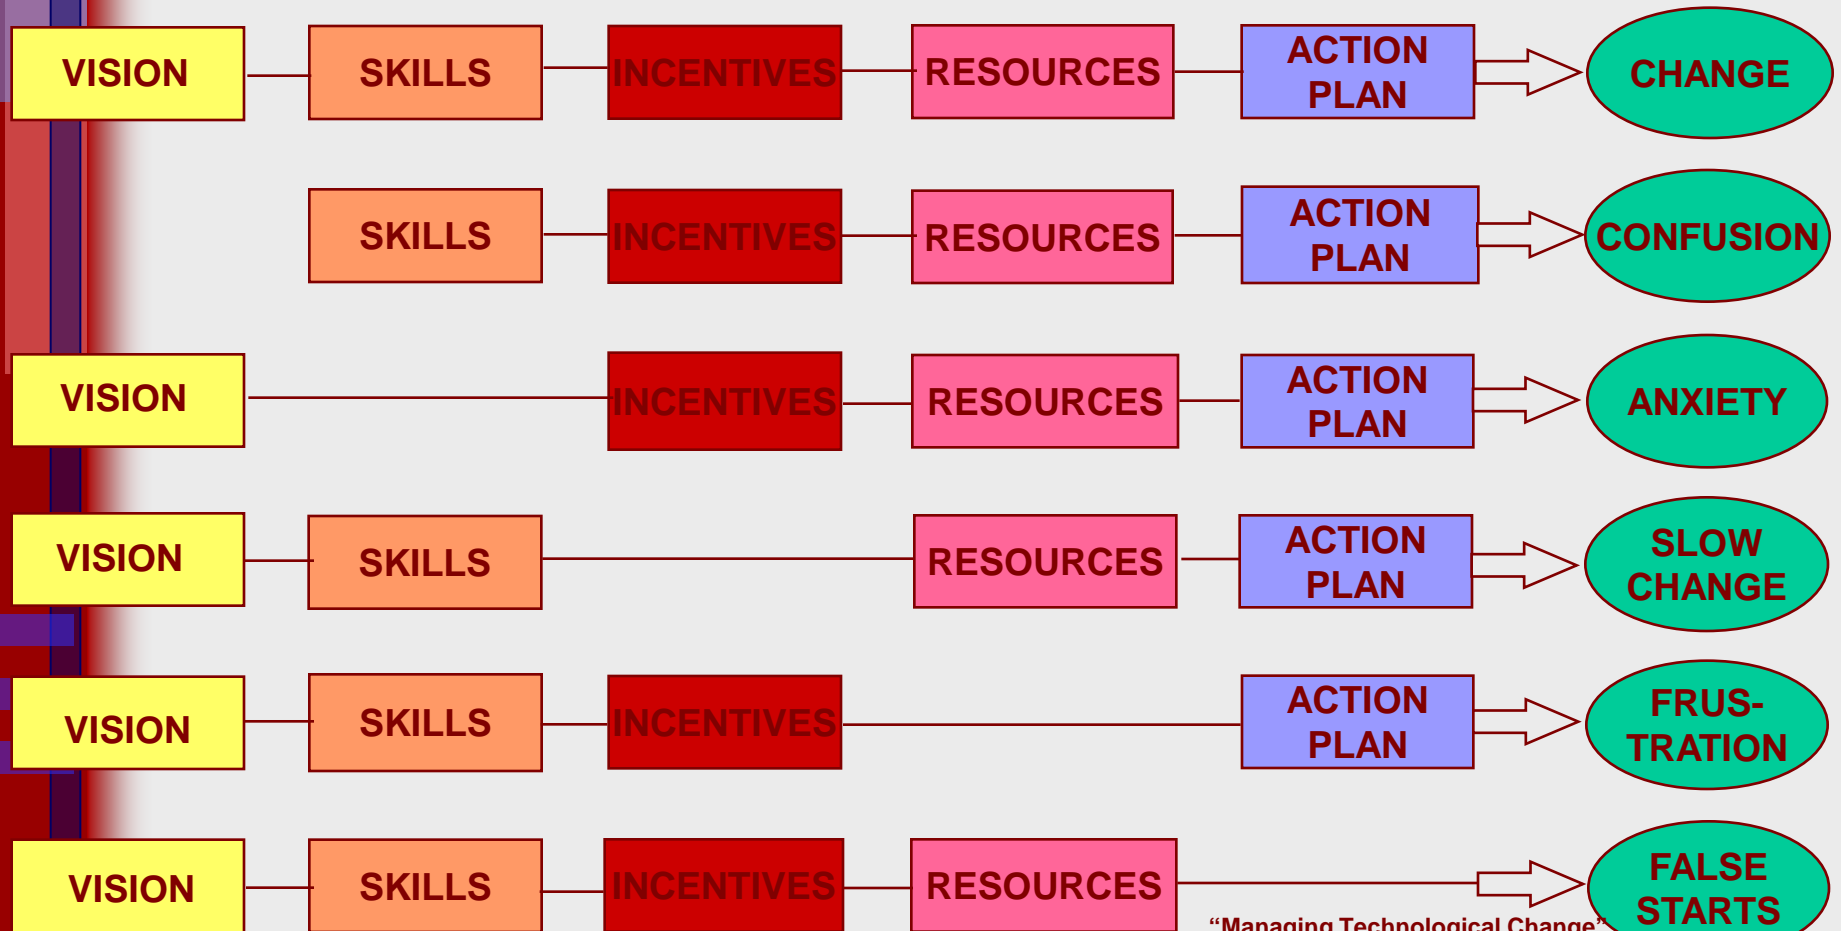 VISION SKILLS INCENTIVES RESOURCES ACTION PLAN CHANGE
SKILLS INCENTIVES RESOURCES ACTION PLAN CONFUSION
VISION INCENTIVES RESOURCES ACTION PLAN ANXIETY
VISION SKILLS RESOURCES ACTION PLAN SLOW CHANGE
VISION SKILLS INCENTIVES ACTION PLAN FRUS-TRATION
VISION SKILLS INCENTIVES RESOURCES FALSE STARTS
“Managing Technological Change”